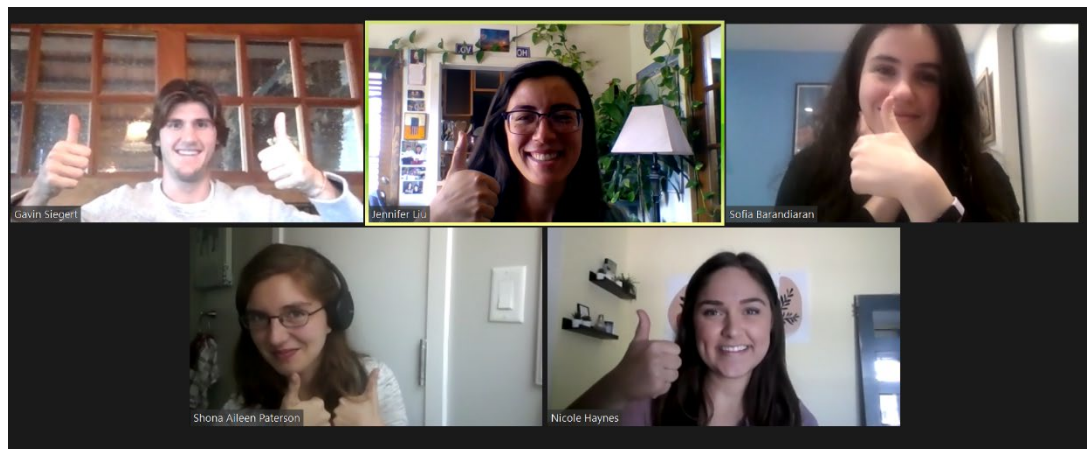 Gavin Siegert
Jennifer Liu
Sofia Barandiaran
Shona Aileen Paterson
Nicole Haynes